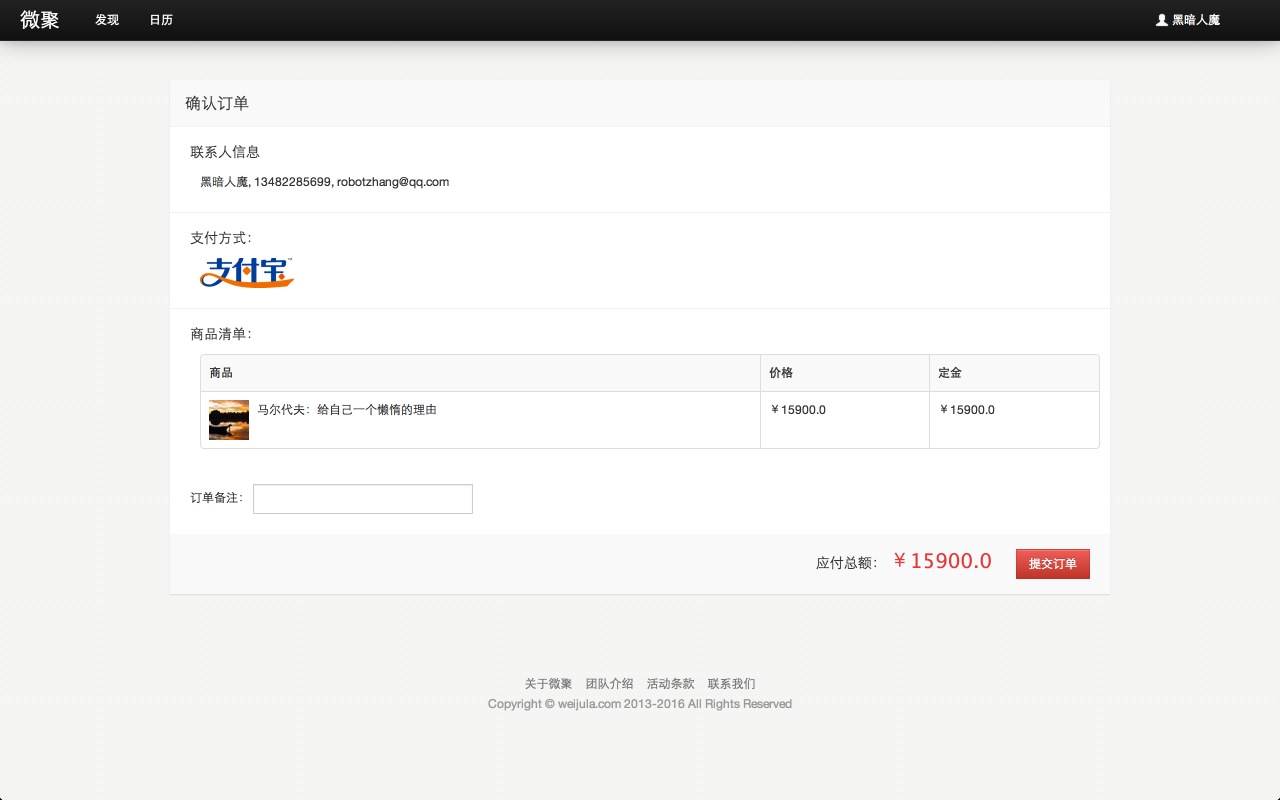 微聚 发现 日历 黑暗人魔
确认订单
联系人信息
黑暗人魔, 13482285699, robotzhang@qq.com
支付方式：
支付宝™
商品清单：
商品 价格 定金
马尔代夫：给自己一个懒惰的理由 ￥15900.0 ￥15900.0
订单备注：
应付总额： ￥15900.0 提交订单
关于微聚 团队介绍 活动条款 联系我们
Copyright © weijula.com 2013-2016 All Rights Reserved